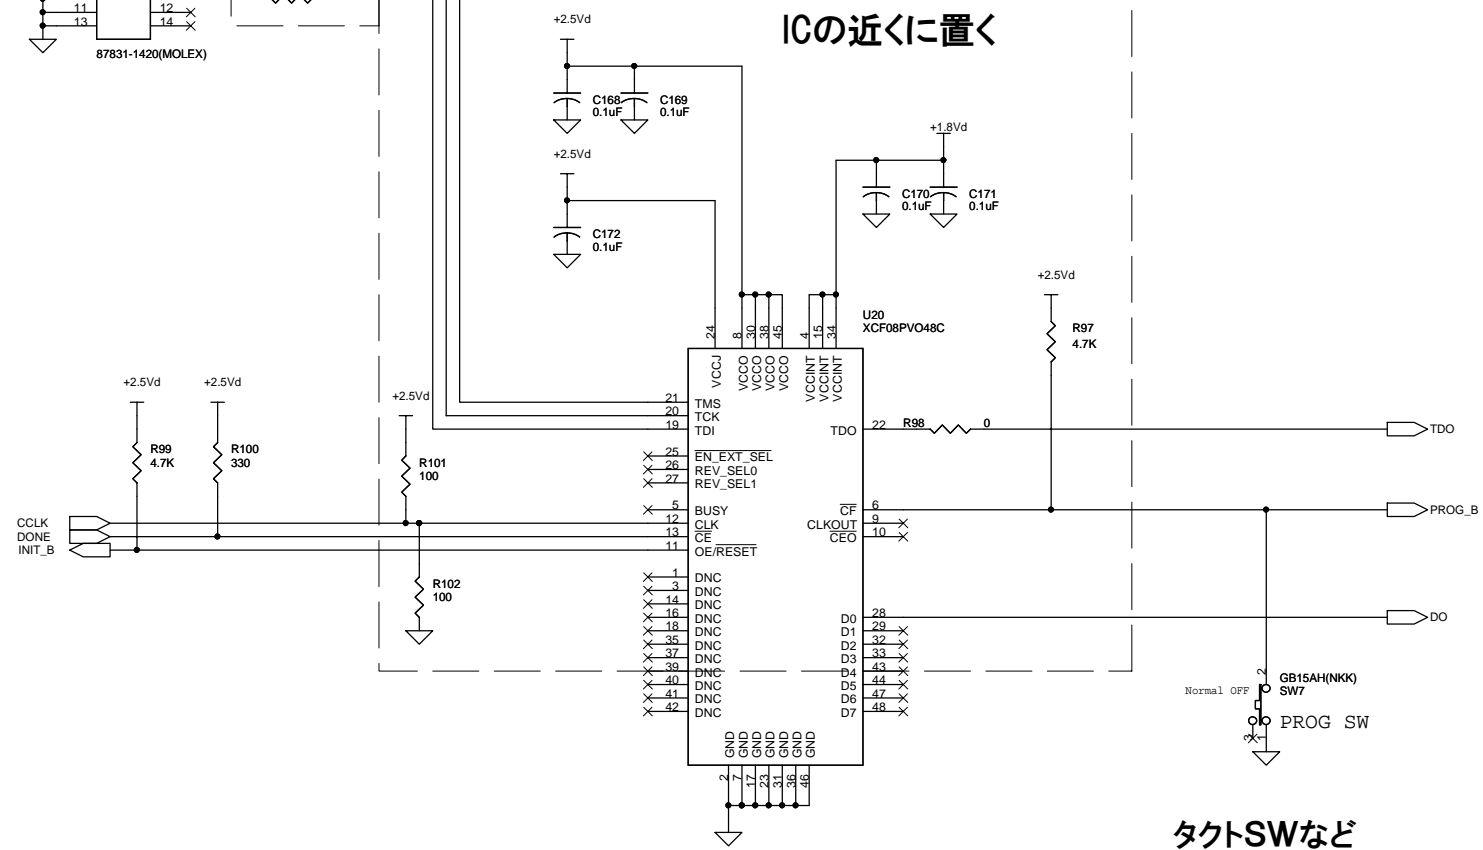 11
12
13
14
87831-1420(MOLEX)
ICの近くに置く
+2.5Vd
C168
0.1uF
C169
0.1uF
+1.8Vd
+2.5Vd
C170
0.1uF
C171
0.1uF
C172
0.1uF
+2.5Vd
U20
XCF08PVO48C
R97
4.7K
24
8
30
38
45
4
15
34
VCCJ
VCCO
VCCO
VCCO
VCCO
VCCINT
VCCINT
VCCINT
+2.5Vd
+2.5Vd
+2.5Vd
21 TMS
20 TCK
19 TDI
TDO 22
R98 0
TDO
R99
4.7K
R100
330
R101
100
25 EN_EXT_SEL
26 REV_SEL0
27 REV_SEL1
5 BUSY
12 CLK
13 CE
11 OE/RESET
CF 6
CLKOUT 9
CEO 10
PROG_B
CCLK
DONE
INIT_B
R102
100
1 DNC
3 DNC
14 DNC
16 DNC
18 DNC
35 DNC
37 DNC
39 DNC
40 DNC
41 DNC
42 DNC
D0 28
D1 29
D2 32
D3 33
D4 43
D5 44
D6 47
D7 48
DO
2
GB15AH(NKK)
SW7
Normal OFF
PROG SW
3
1
GND
GND
GND
GND
GND
GND
GND
2
7
17
23
31
36
46
タクトSWなど